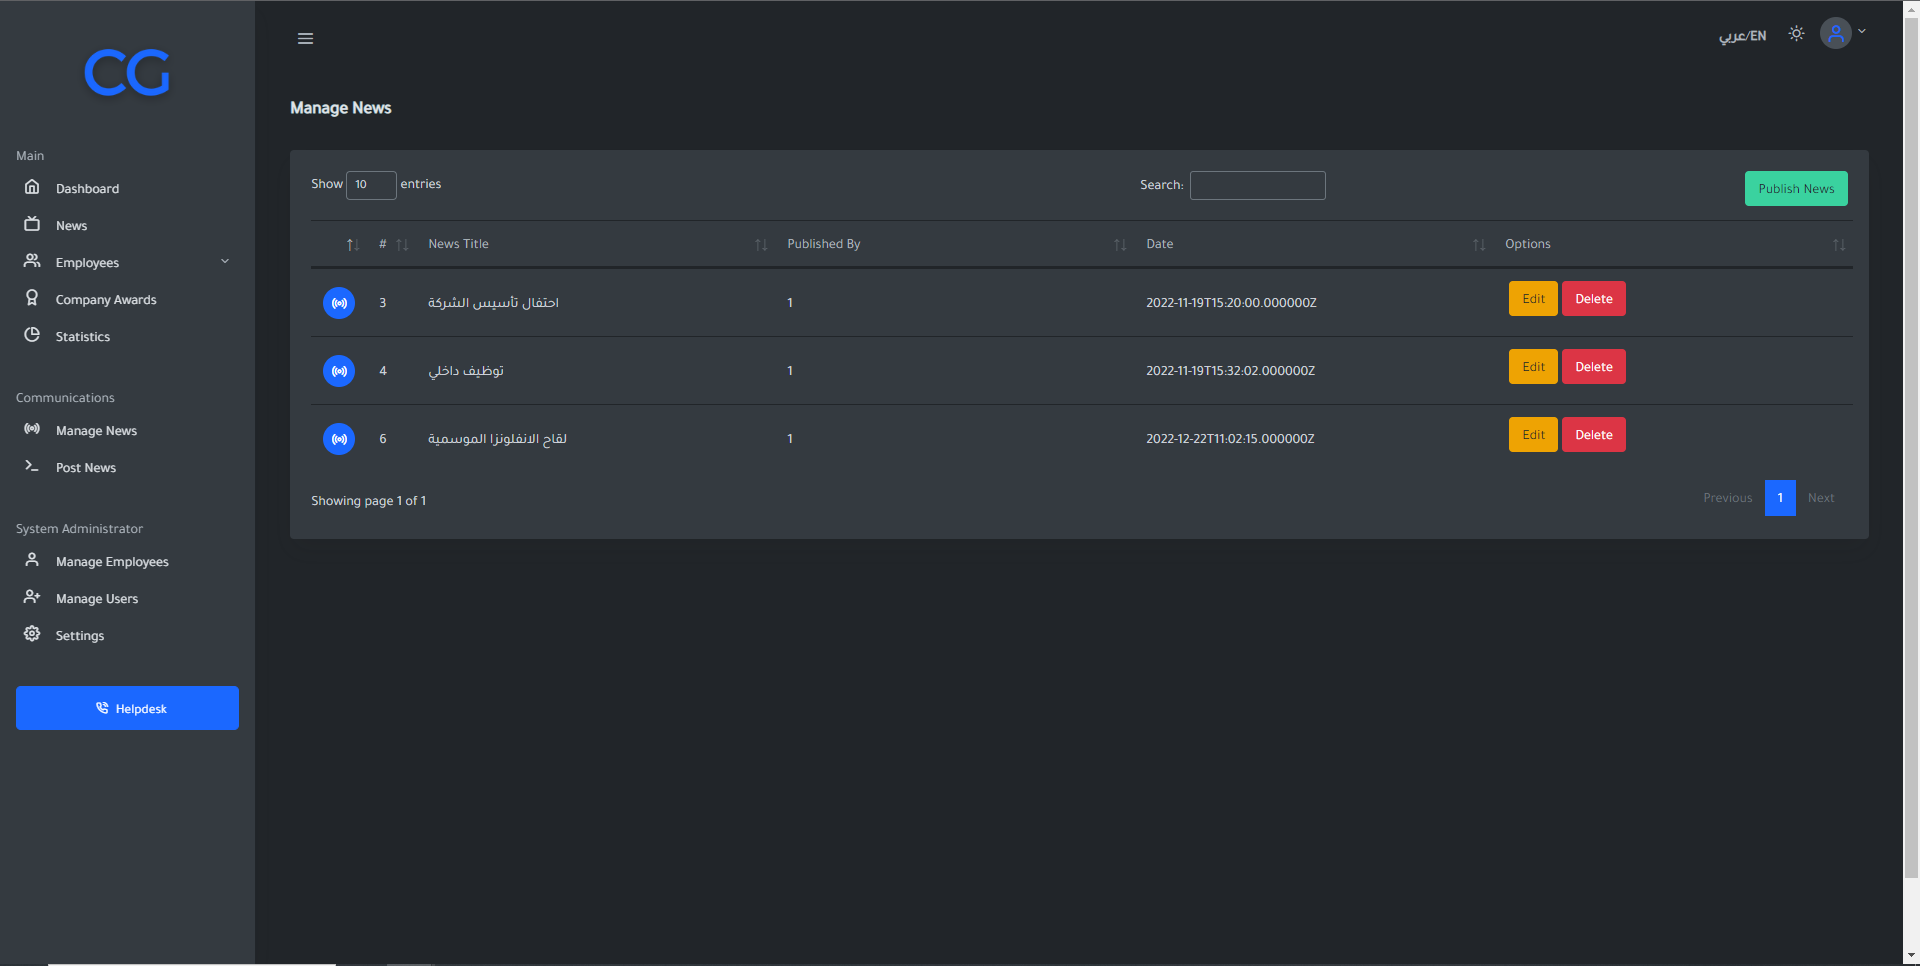 CG
عربي/EN
Manage News
Main
Dashboard
News
Employees
Company Awards
Statistics
Communications
Manage News
Post News
System Administrator
Manage Employees
Manage Users
Settings
Helpdesk
Show 10 entries
Search:
Publish News
# News Title Published By Date Options
3 احتفال تأسيس الشركة 1 2022-11-19T15:20:00.000000Z Edit Delete
4 توظيف داخلي 1 2022-11-19T15:32:02.000000Z Edit Delete
6 لقاح الانفلونزا الموسمية 1 2022-12-22T11:02:15.000000Z Edit Delete
Showing page 1 of 1
Previous 1 Next